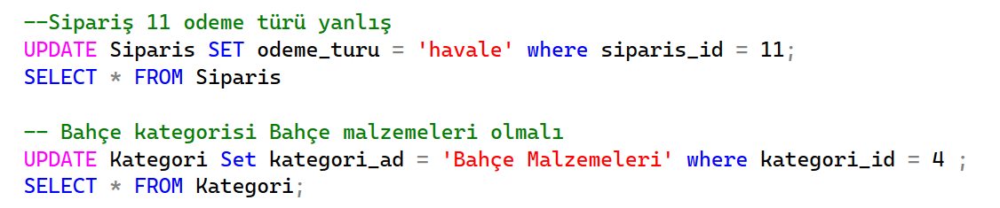 --Sipariş 11 odeme türü yanlış
UPDATE Siparis SET odeme_turu = 'havale' where siparis_id = 11;
SELECT * FROM Siparis
-- Bahçe kategorisi Bahçe malzemeleri olmalı
UPDATE Kategori Set kategori_ad = 'Bahçe Malzemeleri' where kategori_id = 4 ;
SELECT * FROM Kategori;